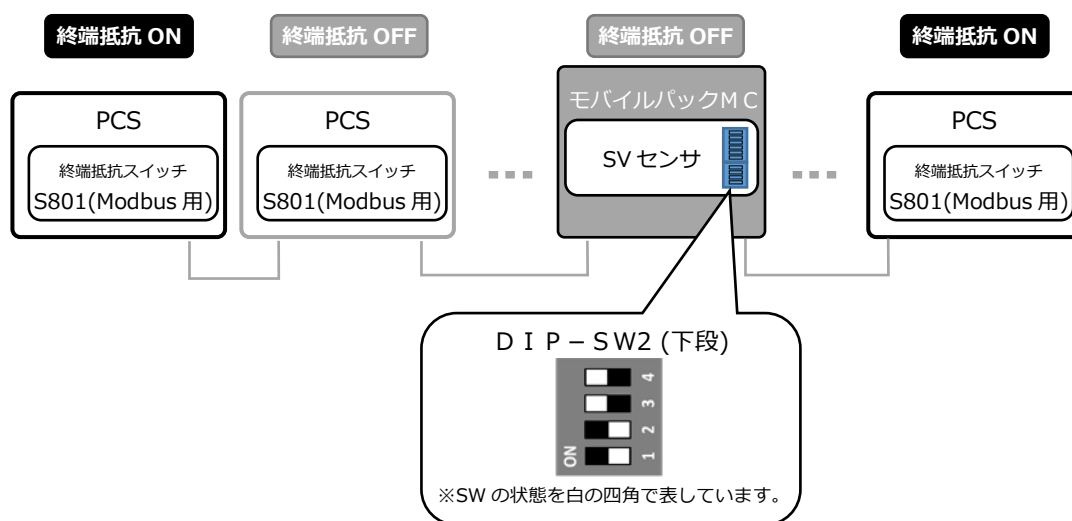 終端抵抗 ON
終端抵抗 OFF
終端抵抗 OFF
終端抵抗 ON
PCS
終端抵抗スイッチ
S801(Modbus 用)
PCS
終端抵抗スイッチ
S801(Modbus 用)
モバイルパックＭＣ
SV センサ
PCS
終端抵抗スイッチ
S801(Modbus 用)
ＤＩＰ－ＳＷ2 (下段)
4
3
2
1
ON
※SW の状態を白の四角で表しています。